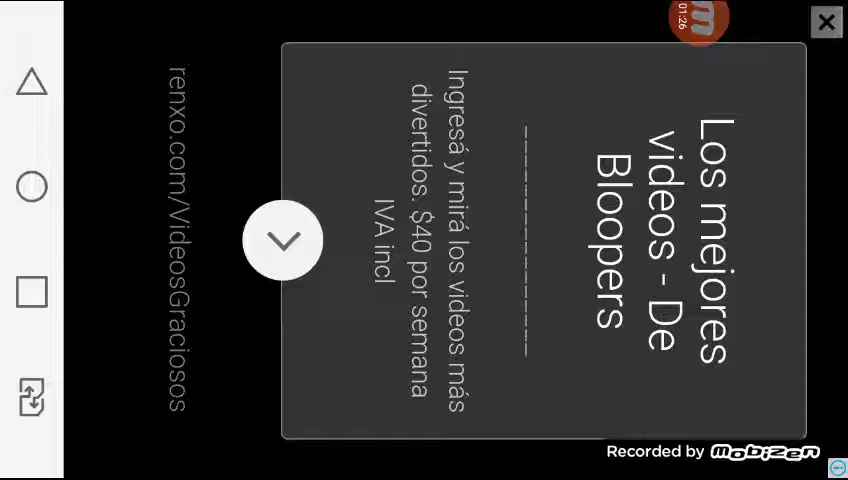 01:26
Los mejores
videos - De
Bloopers
--------------------
Ingresá y mirá los videos más
divertidos. $40 por semana
IVA incl
renxo.com/VideosGraciosos
Recorded by Mobizen